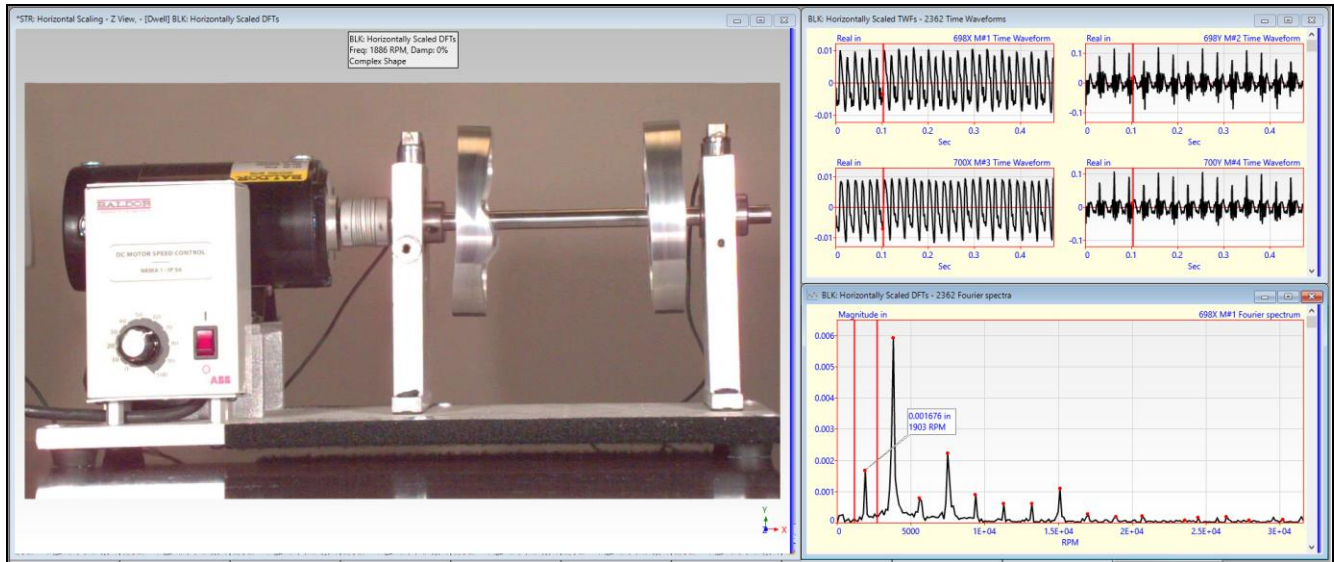 *STR: Horizontal Scaling - Z View, - [Dwell] BLK: Horizontally Scaled DFTs
BLK: Horizontally Scaled DFTs
Freq: 1886 RPM, Damp: 0%
Complex Shape
BALDOR
BALDOR
DC MOTOR SPEED CONTROL
NEMA 1 - IP 50
ABB
Y
Z
X
BLK: Horizontally Scaled TWFs - 2362 Time Waveforms
Real in 698X M#1 Time Waveform
0.01
0
-0.01
0 0.1 0.2 0.3 0.4
Sec
Real in 698Y M#2 Time Waveform
0.1
0
-0.1
0 0.1 0.2 0.3 0.4
Sec
Real in 700X M#3 Time Waveform
0.01
0
-0.01
0 0.1 0.2 0.3 0.4
Sec
Real in 700Y M#4 Time Waveform
0.1
0
-0.1
0 0.1 0.2 0.3 0.4
Sec
BLK: Horizontally Scaled DFTs - 2362 Fourier spectra
Magnitude in 698X M#1 Fourier spectrum
0.006
0.005
0.004
0.003
0.002
0.001
0
0.001676 in
1903 RPM
0 5000 1E+04 1.5E+04 2E+04 2.5E+04 3E+04
RPM